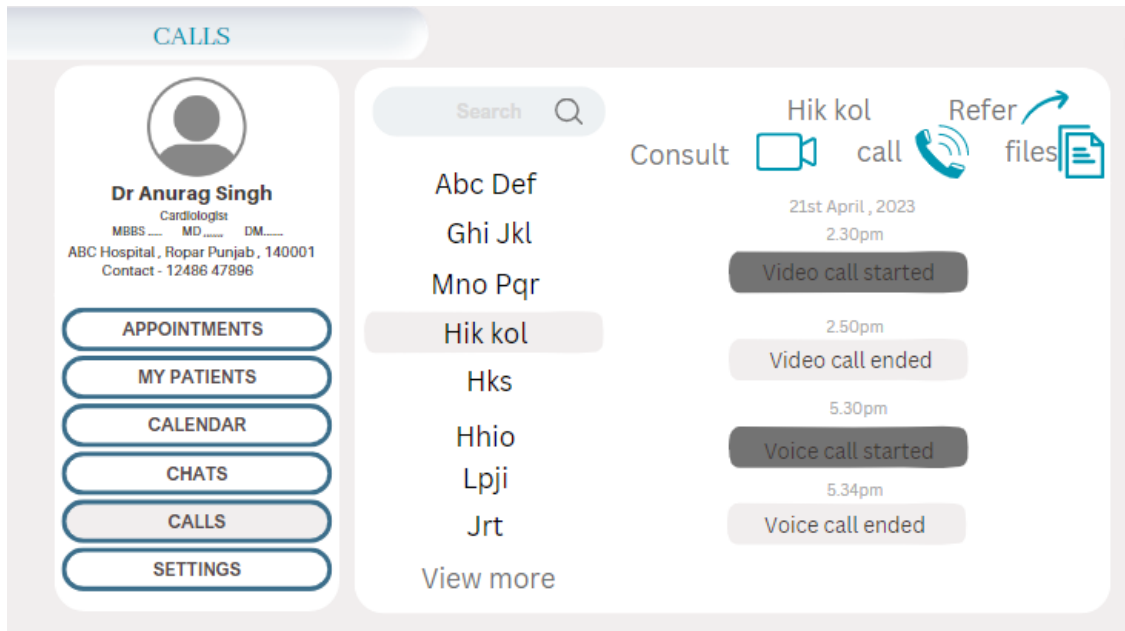 CALLS
Dr Anurag Singh
Cardiologist
MBBS ..... MD ....... DM.......
ABC Hospital , Ropar Punjab , 140001
Contact - 12486 47896
APPOINTMENTS
MY PATIENTS
CALENDAR
CHATS
CALLS
SETTINGS
Search
Abc Def
Ghi Jkl
Mno Pqr
Hik kol
Hks
Hhio
Lpji
Jrt
View more
Hik kol Refer
Consult call files
21st April , 2023
2.30pm
Video call started
2.50pm
Video call ended
5.30pm
Voice call started
5.34pm
Voice call ended